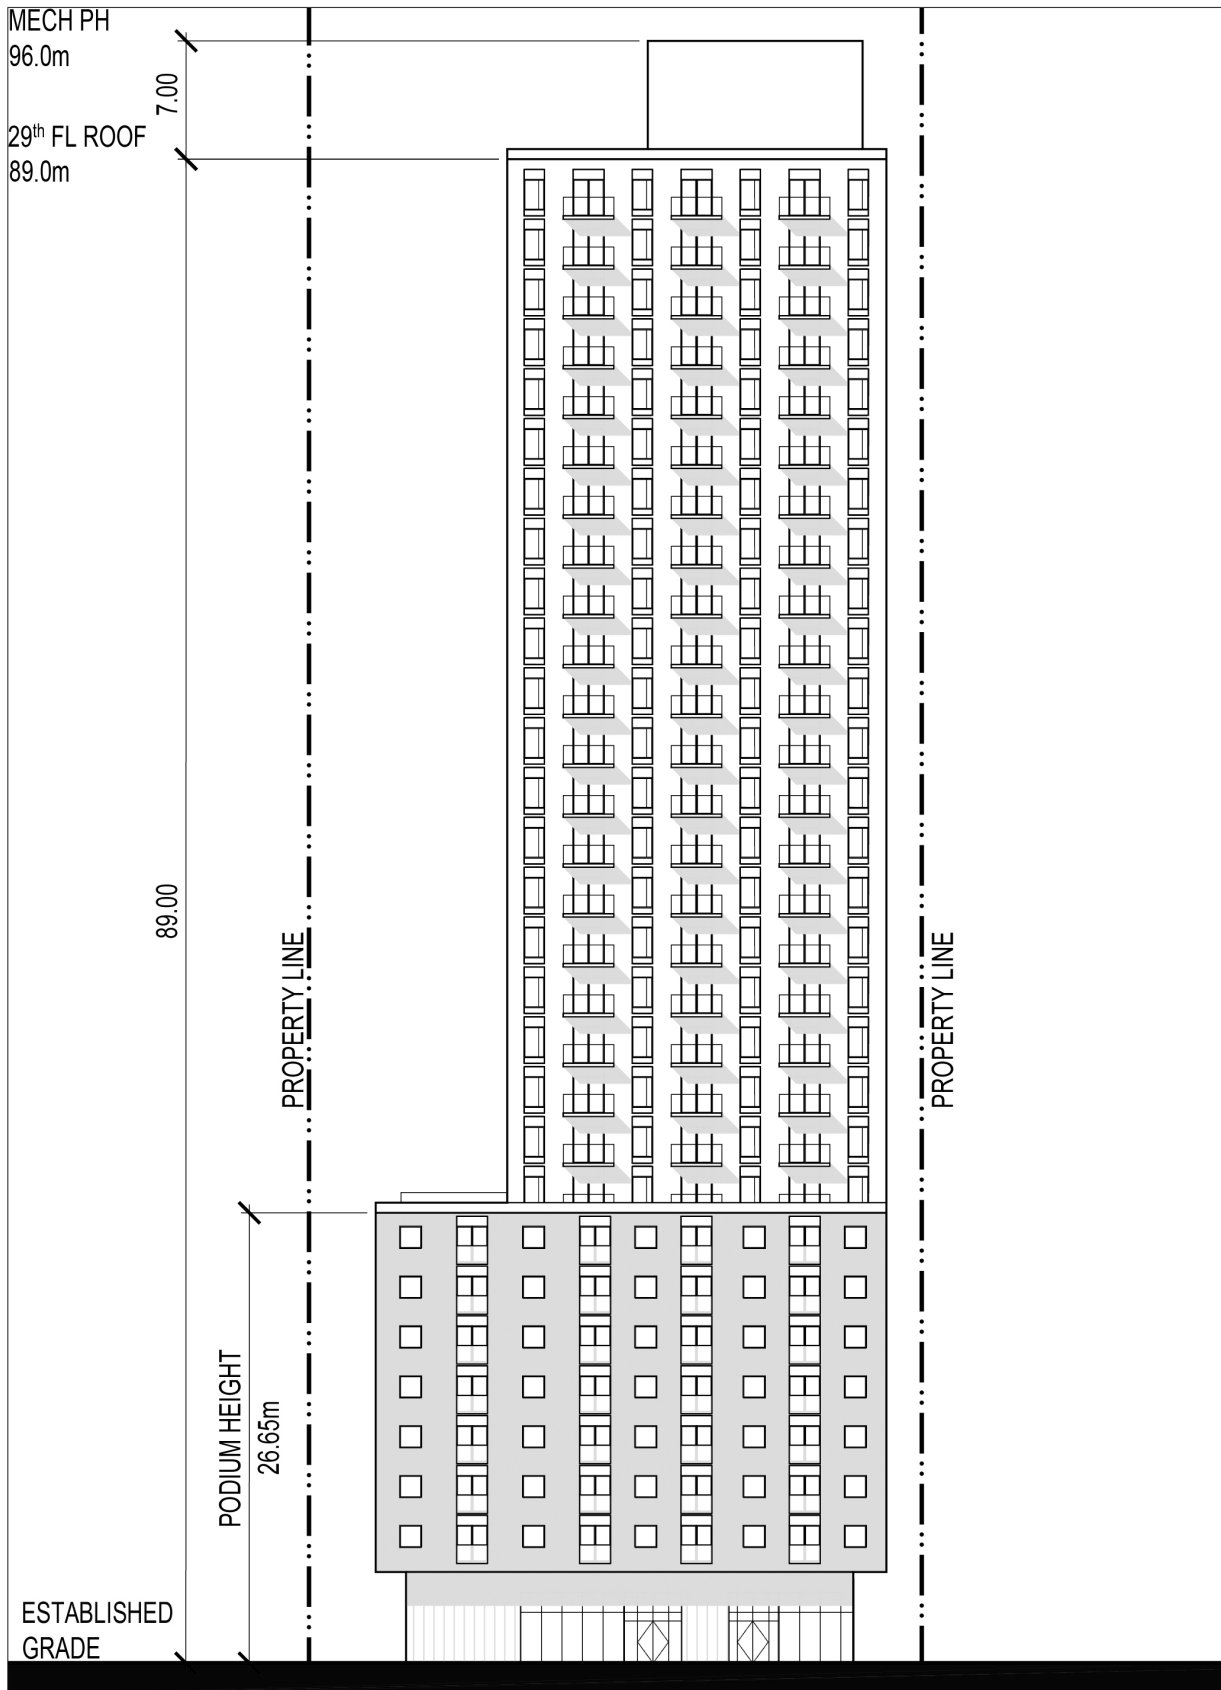 MECH PH
96.0m
7.00
29th FL ROOF
89.0m
89.00
PROPERTY LINE
PROPERTY LINE
PODIUM HEIGHT
26.65m
ESTABLISHED
GRADE